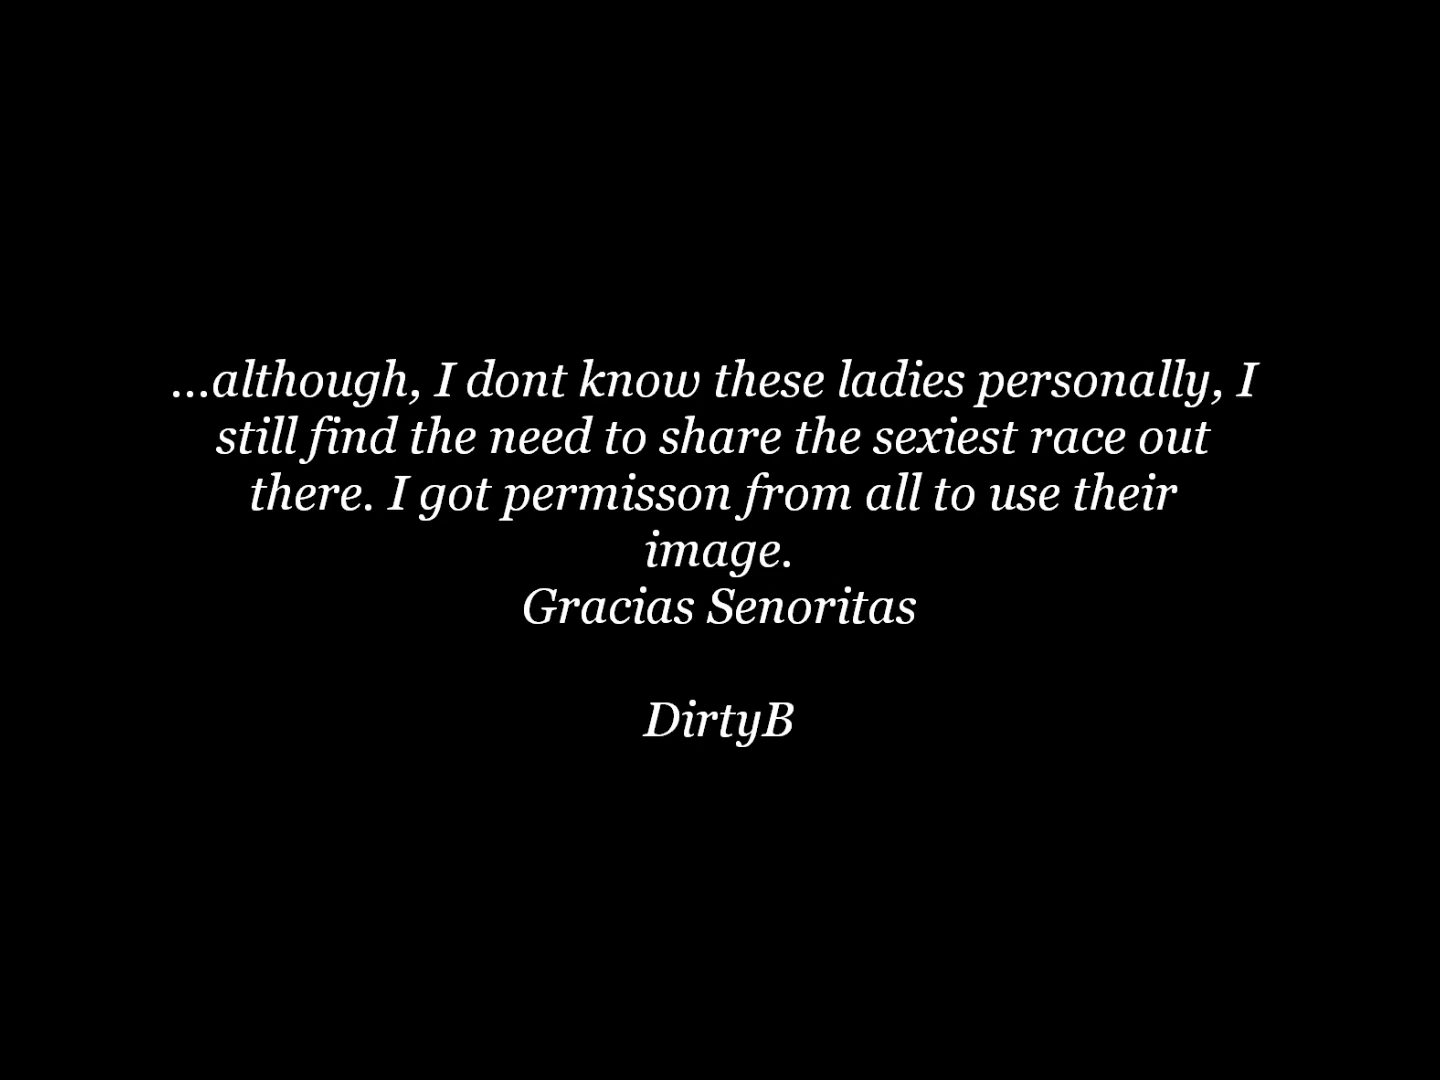 ...although, I dont know these ladies personally, I
still find the need to share the sexiest race out
there. I got permisson from all to use their
image.
Gracias Senoritas
DirtyB